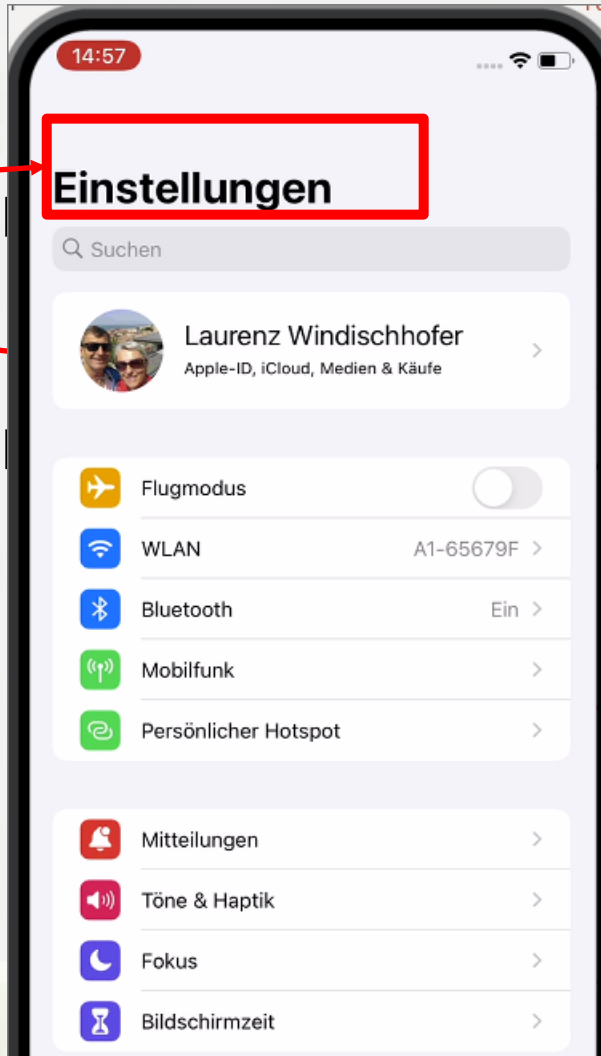 14:57
Einstellungen
Suchen
Laurenz Windischhofer
Apple-ID, iCloud, Medien & Käufe
Flugmodus
WLAN A1-65679F
Bluetooth Ein
Mobilfunk
Persönlicher Hotspot
Mitteilungen
Töne & Haptik
Fokus
Bildschirmzeit